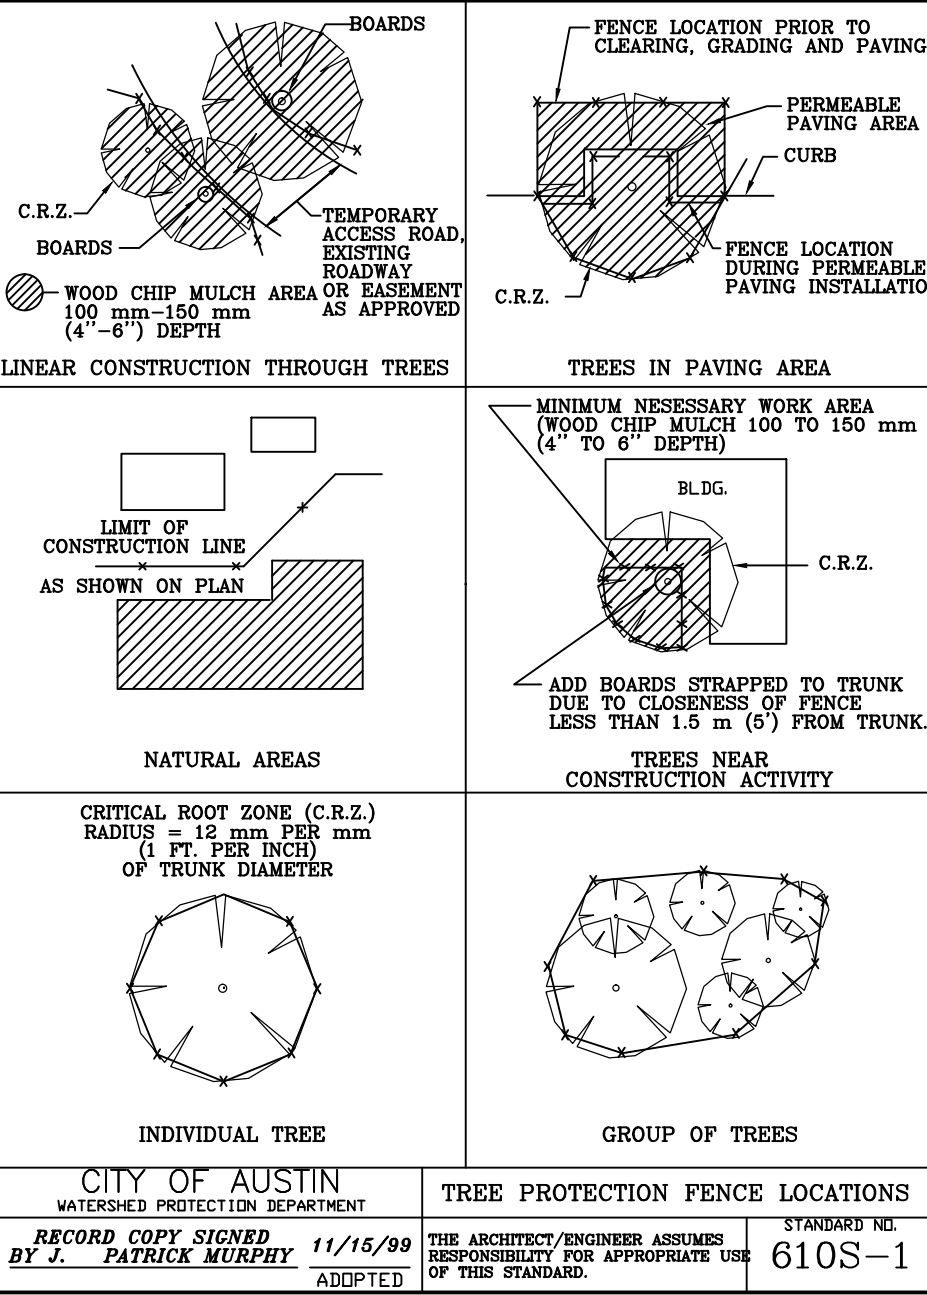 BOARDS
C.R.Z.
BOARDS
TEMPORARY
ACCESS ROAD,
EXISTING
ROADWAY
OR EASEMENT
AS APPROVED
WOOD CHIP MULCH AREA
100 mm-150 mm
(4"-6") DEPTH
LINEAR CONSTRUCTION THROUGH TREES
FENCE LOCATION PRIOR TO
CLEARING, GRADING AND PAVING
PERMEABLE
PAVING AREA
CURB
FENCE LOCATION
DURING PERMEABLE
PAVING INSTALLATIO
C.R.Z.
TREES IN PAVING AREA
LIMIT OF
CONSTRUCTION LINE
AS SHOWN ON PLAN
NATURAL AREAS
MINIMUM NESESSARY WORK AREA
(WOOD CHIP MULCH 100 TO 150 mm
(4" TO 6" DEPTH)
BLDG.
C.R.Z.
ADD BOARDS STRAPPED TO TRUNK
DUE TO CLOSENESS OF FENCE
LESS THAN 1.5 m (5') FROM TRUNK.
TREES NEAR
CONSTRUCTION ACTIVITY
CRITICAL ROOT ZONE (C.R.Z.)
RADIUS = 12 mm PER mm
(1 FT. PER INCH)
OF TRUNK DIAMETER
INDIVIDUAL TREE
GROUP OF TREES
CITY OF AUSTIN
WATERSHED PROTECTION DEPARTMENT
TREE PROTECTION FENCE LOCATIONS
RECORD COPY SIGNED
BY J. PATRICK MURPHY
11/15/99
ADOPTED
THE ARCHITECT/ENGINEER ASSUMES
RESPONSIBILITY FOR APPROPRIATE USE
OF THIS STANDARD.
STANDARD NO.
610S-1